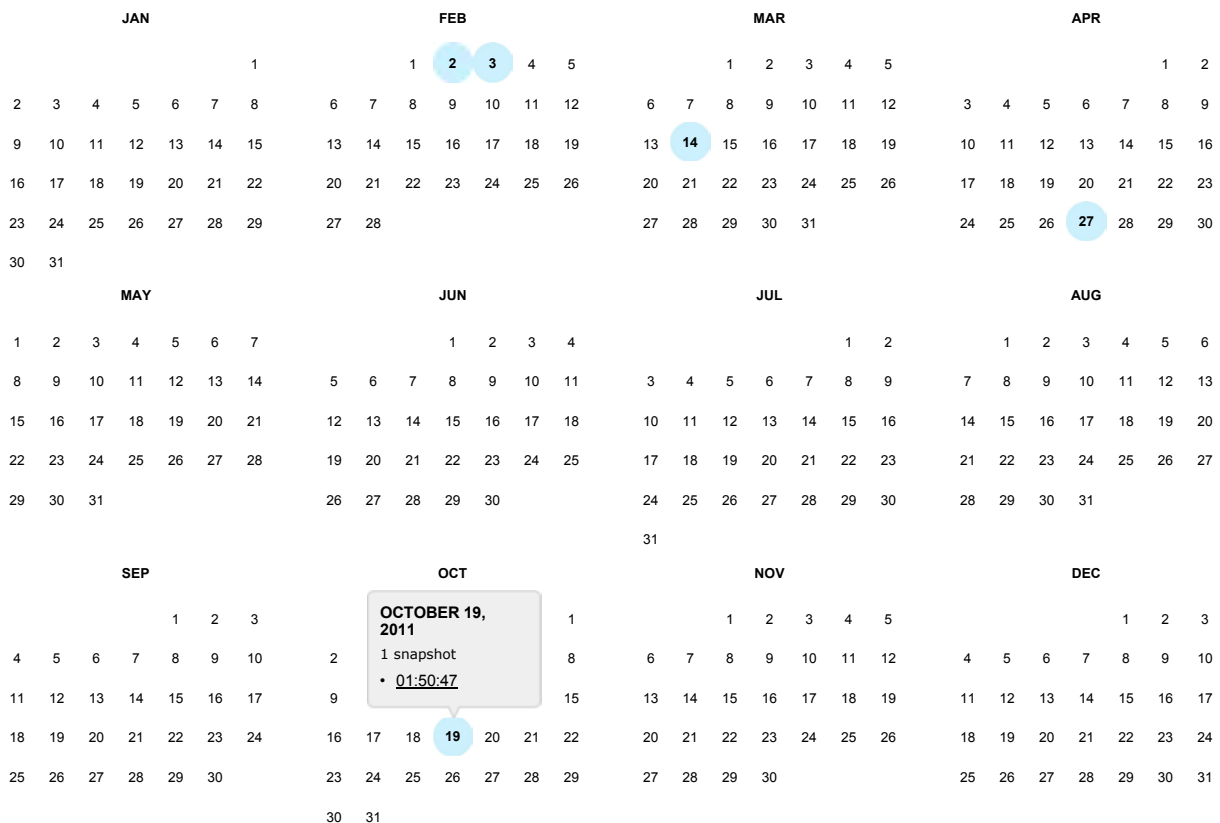 JAN FEB MAR APR
1 1 2 3 4 5 1 2 3 4 5 1 2
2 3 4 5 6 7 8 6 7 8 9 10 11 12 6 7 8 9 10 11 12 3 4 5 6 7 8 9
9 10 11 12 13 14 15 13 14 15 16 17 18 19 13 14 15 16 17 18 19 10 11 12 13 14 15 16
16 17 18 19 20 21 22 20 21 22 23 24 25 26 20 21 22 23 24 25 26 17 18 19 20 21 22 23
23 24 25 26 27 28 29 27 28 27 28 29 30 31 24 25 26 27 28 29 30
30 31
MAY JUN JUL AUG
1 2 3 4 5 6 7 1 2 3 4 1 2 1 2 3 4 5 6
8 9 10 11 12 13 14 5 6 7 8 9 10 11 3 4 5 6 7 8 9 7 8 9 10 11 12 13
15 16 17 18 19 20 21 12 13 14 15 16 17 18 10 11 12 13 14 15 16 14 15 16 17 18 19 20
22 23 24 25 26 27 28 19 20 21 22 23 24 25 17 18 19 20 21 22 23 21 22 23 24 25 26 27
29 30 31 26 27 28 29 30 24 25 26 27 28 29 30 28 29 30 31
31
SEP OCT NOV DEC
1 2 3 OCTOBER 19, 1 1 2 3 4 5 1 2 3
2011
4 5 6 7 8 9 10 2 1 snapshot 8 6 7 8 9 10 11 12 4 5 6 7 8 9 10
11 12 13 14 15 16 17 9 • 01:50:47 15 13 14 15 16 17 18 19 11 12 13 14 15 16 17
18 19 20 21 22 23 24 16 17 18 19 20 21 22 20 21 22 23 24 25 26 18 19 20 21 22 23 24
25 26 27 28 29 30 23 24 25 26 27 28 29 27 28 29 30 25 26 27 28 29 30 31
30 31